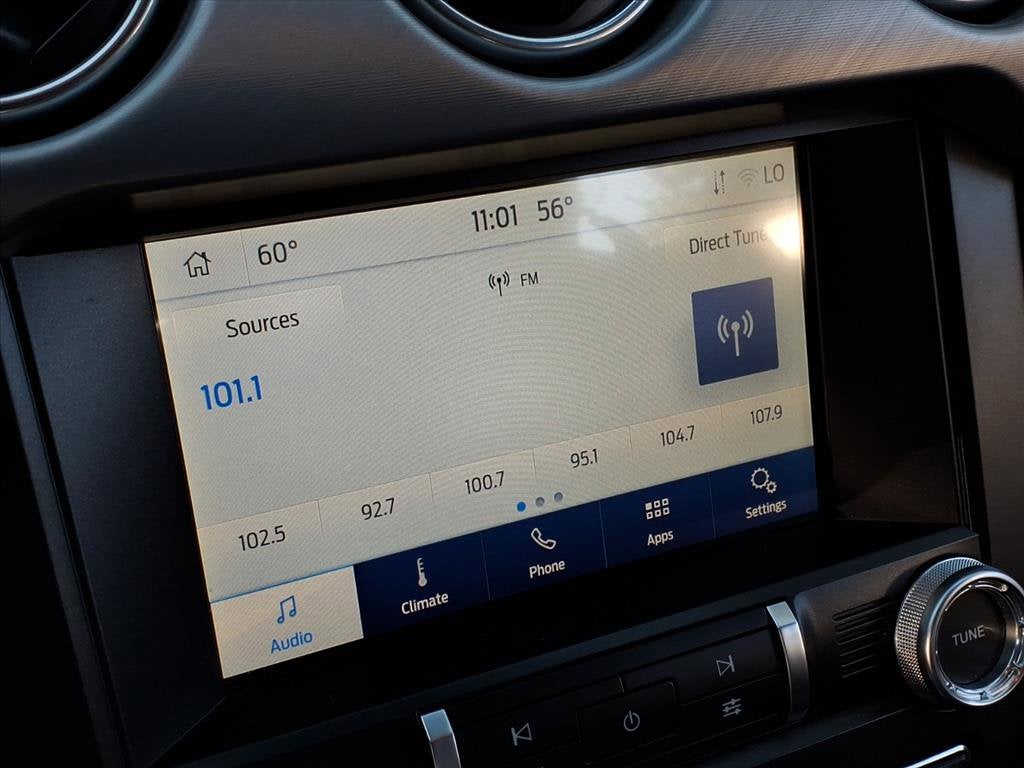 60° 11:01 56° LO
FM
Sources
Direct Tune
101.1
102.5 92.7 100.7 95.1 104.7 107.9
Audio Climate Phone Apps Settings
TUNE